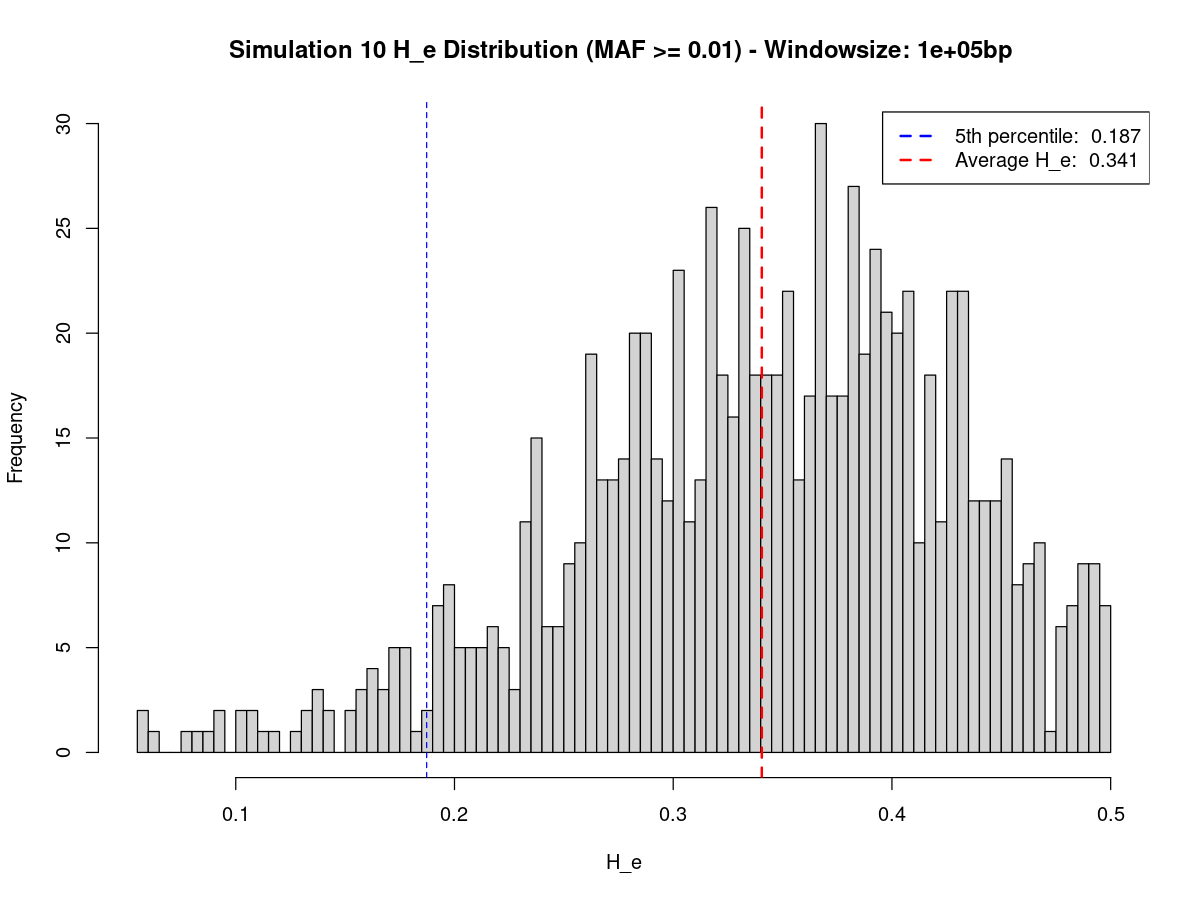 Simulation 10 H_e Distribution (MAF >= 0.01) - Windowsize: 1e+05bp
5th percentile:  0.187
Average H_e:  0.341
Frequency
30
25
20
15
10
5
0
0.1 0.2 0.3 0.4 0.5
H_e